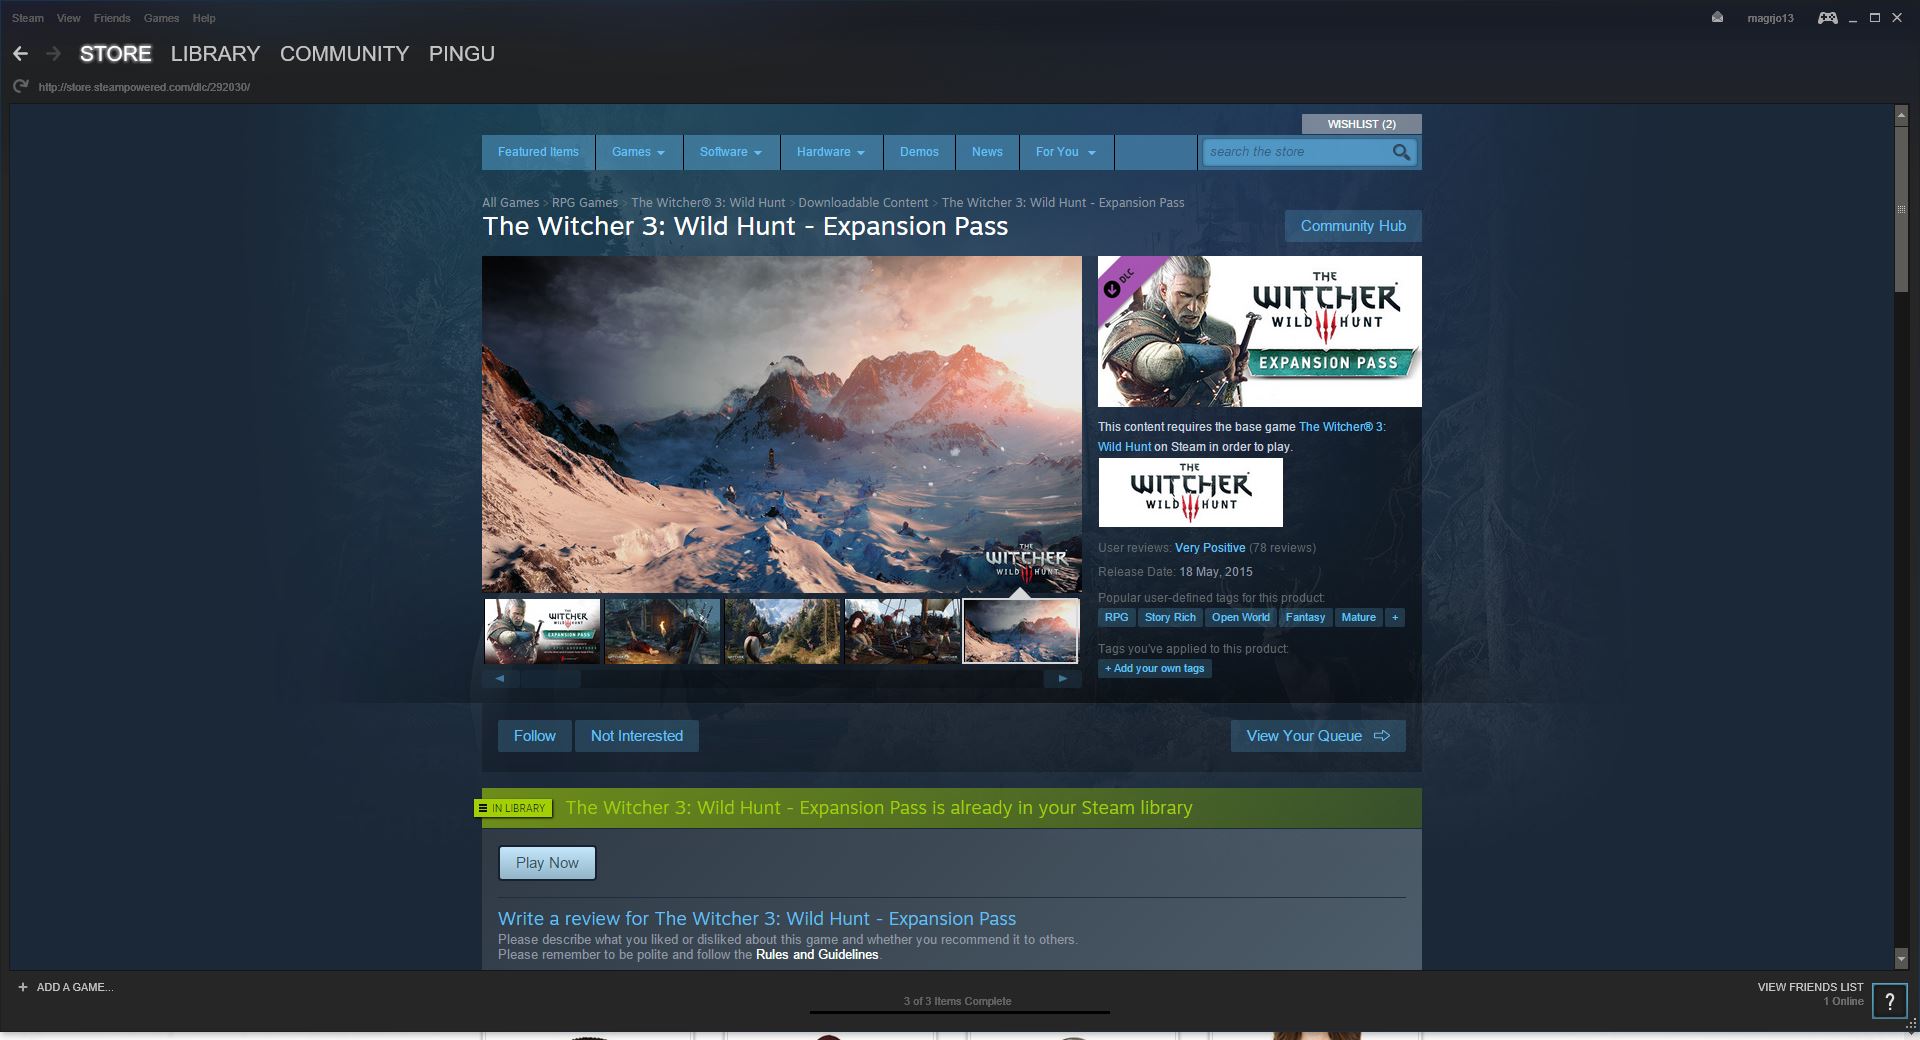 Steam View Friends Games Help
magrjo13
STORE LIBRARY COMMUNITY PINGU
http://store.steampowered.com/dlc/292030/
WISHLIST (2)
Featured Items Games Software Hardware Demos News For You search the store
All Games > RPG Games > The Witcher® 3: Wild Hunt > Downloadable Content > The Witcher 3: Wild Hunt - Expansion Pass
The Witcher 3: Wild Hunt - Expansion Pass
Community Hub
DLC
THE
WITCHER
WILD HUNT
EXPANSION PASS
This content requires the base game The Witcher® 3:
Wild Hunt on Steam in order to play.
THE
WITCHER
WILD HUNT
THE
WITCHER
WILD HUNT
User reviews: Very Positive (78 reviews)
Release Date: 18 May, 2015
Popular user-defined tags for this product:
RPG Story Rich Open World Fantasy Mature +
Tags you've applied to this product:
+ Add your own tags
THE
WITCHER
WILD HUNT
EXPANSION PASS
Follow Not Interested View Your Queue
IN LIBRARY The Witcher 3: Wild Hunt - Expansion Pass is already in your Steam library
Play Now
Write a review for The Witcher 3: Wild Hunt - Expansion Pass
Please describe what you liked or disliked about this game and whether you recommend it to others.
Please remember to be polite and follow the Rules and Guidelines.
+ ADD A GAME...
3 of 3 Items Complete
VIEW FRIENDS LIST
1 Online
?